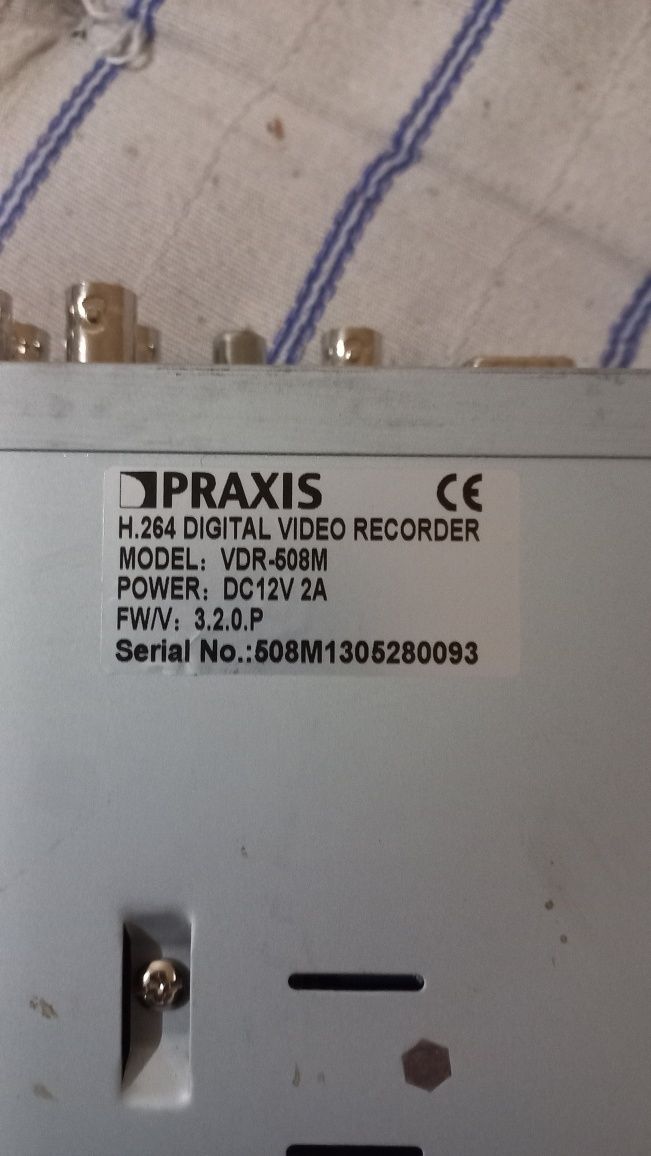 PRAXIS CE
H.264 DIGITAL VIDEO RECORDER
MODEL: VDR-508M
POWER: DC12V 2A
FW/V: 3.2.0.P
Serial No.:508M1305280093